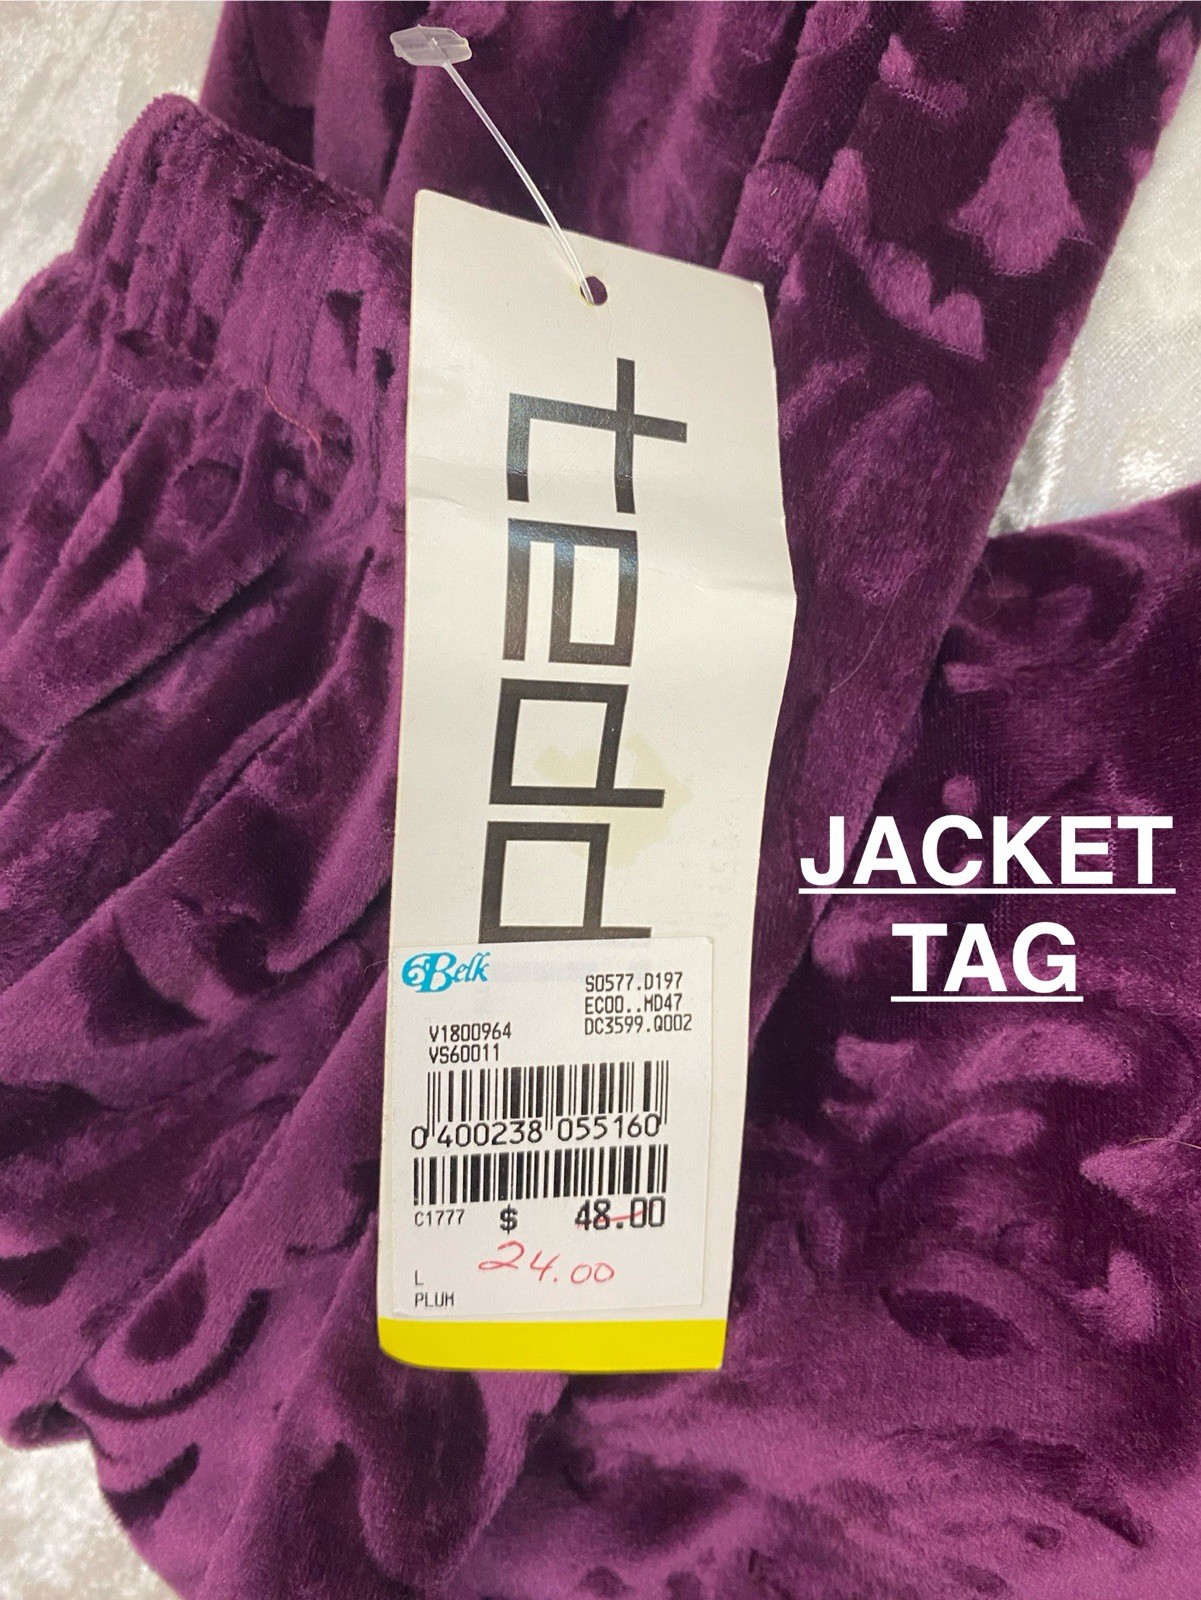 tedd
Belk
S0577.D197
EC00..MD47
DC3599.Q002
V1800964
VS60011
0 400238 055160
C1777 $ 48.00
24.00
L
PLUM
JACKET
TAG